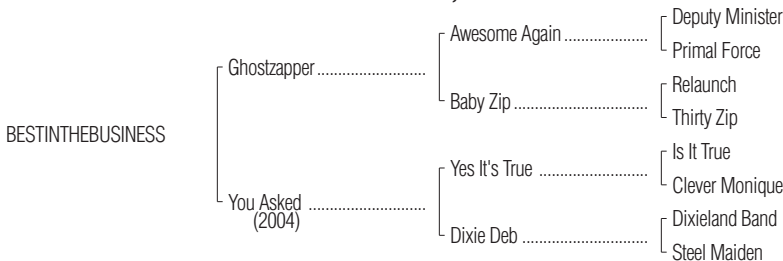 Deputy Minister
Awesome Again ....................
Primal Force
Ghostzapper..........................
Relaunch
Baby Zip................................
Thirty Zip
BESTINTHEBUSINESS
Is It True
Yes It's True ..........................
Clever Monique
You Asked ............................
(2004)
Dixieland Band
Dixie Deb ..............................
Steel Maiden